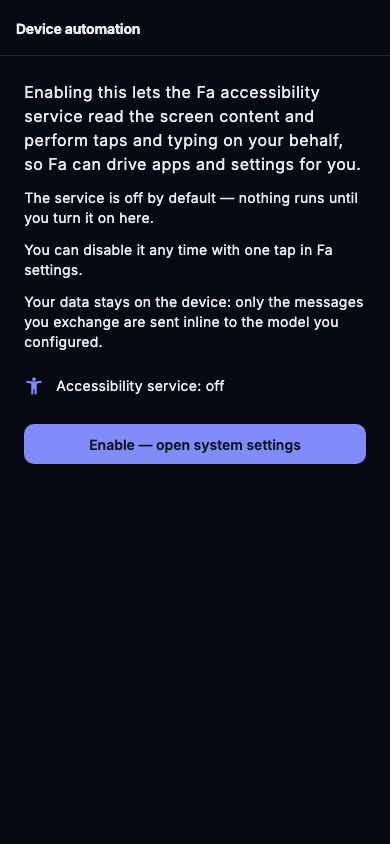 Device automation
Enabling this lets the Fa accessibility
service read the screen content and
perform taps and typing on your behalf,
so Fa can drive apps and settings for you.
The service is off by default — nothing runs until
you turn it on here.
You can disable it any time with one tap in Fa
settings.
Your data stays on the device: only the messages
you exchange are sent inline to the model you
configured.
Accessibility service: off
Enable — open system settings